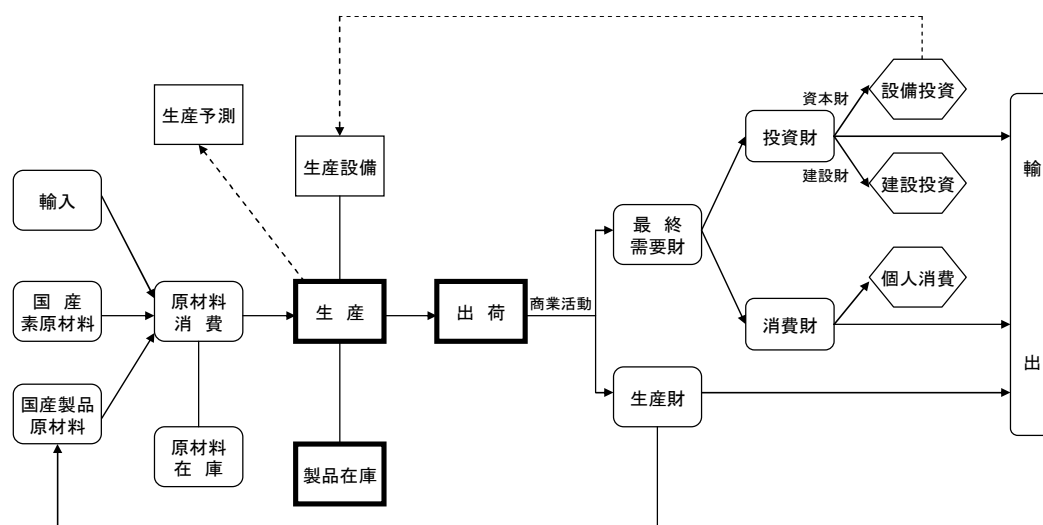 生産予測
生産設備
資本財
設備投資
投資財
建設財
建設投資
輸入
最 終
需要財
輸
出
個人消費
国 産
素原材料
原材料
消 費
生 産
出 荷
商業活動
消費財
国産製品
原材料
原材料
在 庫
製品在庫
生産財